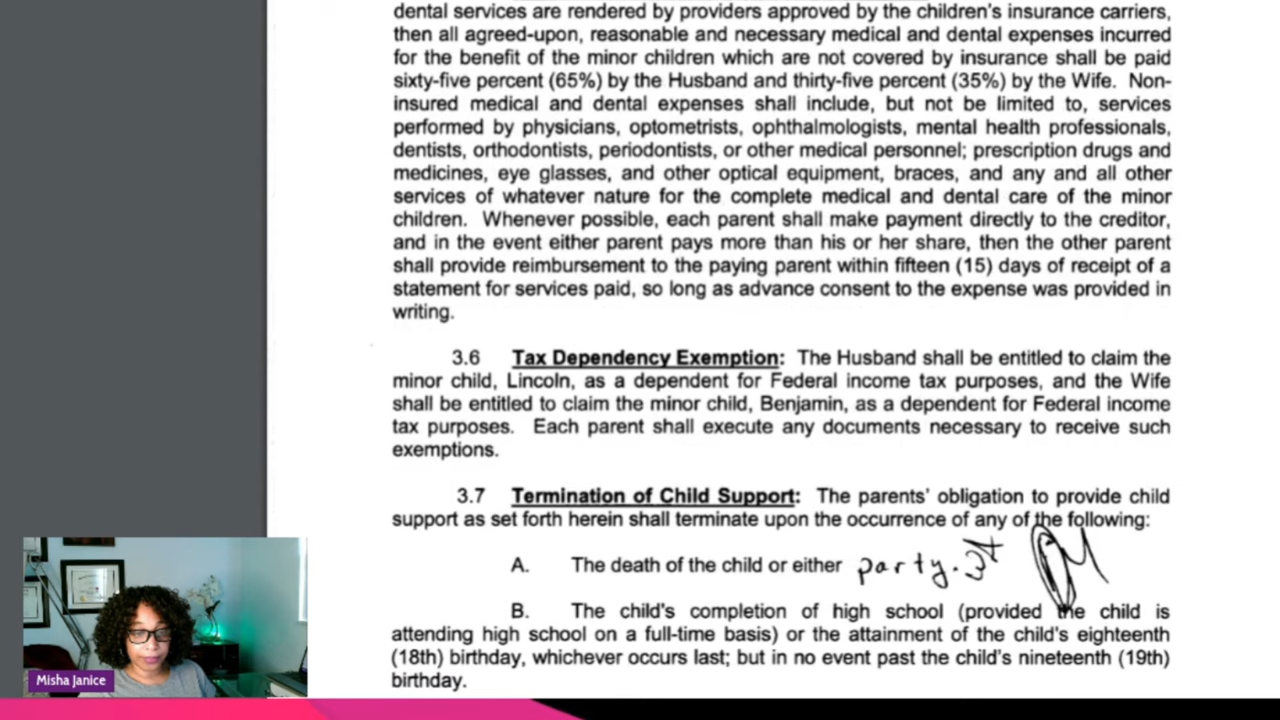 dental services are rendered by providers approved by the children's insurance carriers,
then all agreed-upon, reasonable and necessary medical and dental expenses incurred
for the benefit of the minor children which are not covered by insurance shall be paid
sixty-five percent (65%) by the Husband and thirty-five percent (35%) by the Wife. Non-
insured medical and dental expenses shall include, but not be limited to, services
performed by physicians, optometrists, ophthalmologists, mental health professionals,
dentists, orthodontists, periodontists, or other medical personnel; prescription drugs and
medicines, eye glasses, and other optical equipment, braces, and any and all other
services of whatever nature for the complete medical and dental care of the minor
children. Whenever possible, each parent shall make payment directly to the creditor,
and in the event either parent pays more than his or her share, then the other parent
shall provide reimbursement to the paying parent within fifteen (15) days of receipt of a
statement for services paid, so long as advance consent to the expense was provided in
writing.
3.6 Tax Dependency Exemption: The Husband shall be entitled to claim the
minor child, Lincoln, as a dependent for Federal income tax purposes, and the Wife
shall be entitled to claim the minor child, Benjamin, as a dependent for Federal income
tax purposes. Each parent shall execute any documents necessary to receive such
exemptions.
3.7 Termination of Child Support: The parents' obligation to provide child
support as set forth herein shall terminate upon the occurrence of any of the following:
A. The death of the child or either party.
B. The child's completion of high school (provided the child is
attending high school on a full-time basis) or the attainment of the child's eighteenth
(18th) birthday, whichever occurs last; but in no event past the child's nineteenth (19th)
birthday.
Misha Janice